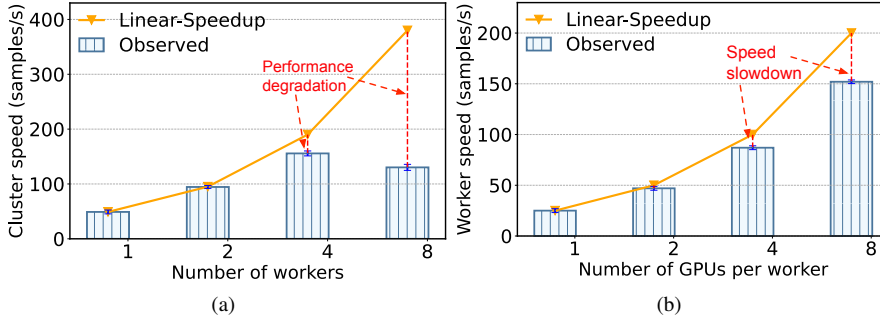 Linear-Speedup
Observed
Performance
degradation
Cluster speed (samples/s)
400
300
200
100
0
1
2
4
8
Number of workers
(a)
Linear-Speedup
Observed
Speed
slowdown
Worker speed (samples/s)
200
150
100
50
0
1
2
4
8
Number of GPUs per worker
(b)